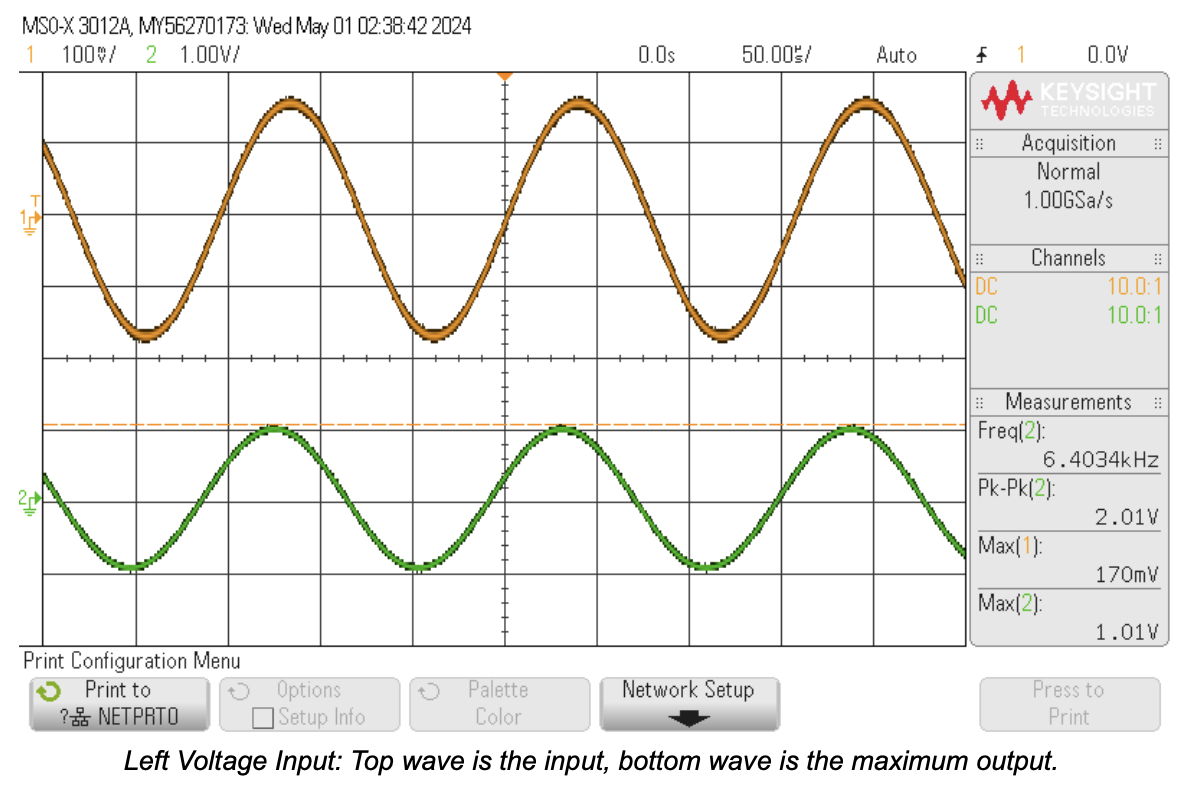 MSO-X 3012A, MY56270173: Wed May 01 02:38:42 2024
1 100mV/ 2 1.00V/ 0.0s 50.00us/ Auto 1 0.0V
KEYSIGHT
TECHNOLOGIES
Acquisition
Normal
1.00GSa/s
Channels
DC 10.0:1
DC 10.0:1
Measurements
Freq(2):
6.4034kHz
Pk-Pk(2):
2.01V
Max(1):
170mV
Max(2):
1.01V
T
1
2
Print Configuration Menu
Print to
? NETPRT0
Options
Setup Info
Palette
Color
Network Setup
Press to
Print
Left Voltage Input: Top wave is the input, bottom wave is the maximum output.